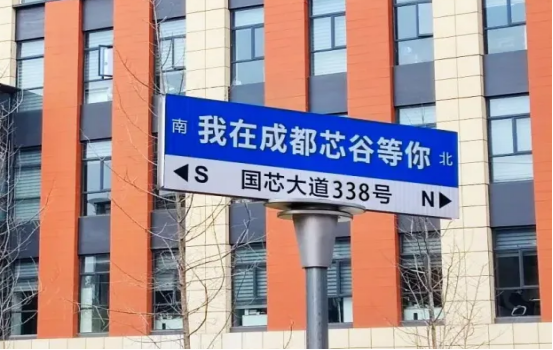 南 我在成都芯谷等你 北
◀S 国芯大道338号 N▶